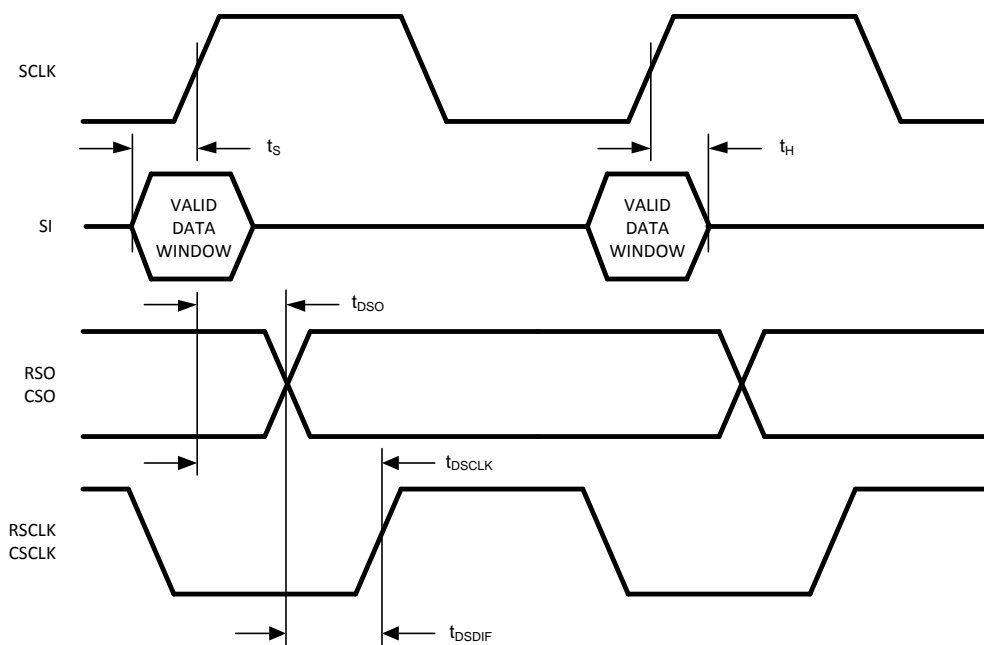 SCLK
tS
tH
SI
VALID
DATA
WINDOW
VALID
DATA
WINDOW
tDSO
RSO
CSO
tDSCLK
RSCLK
CSCLK
tDSDIF